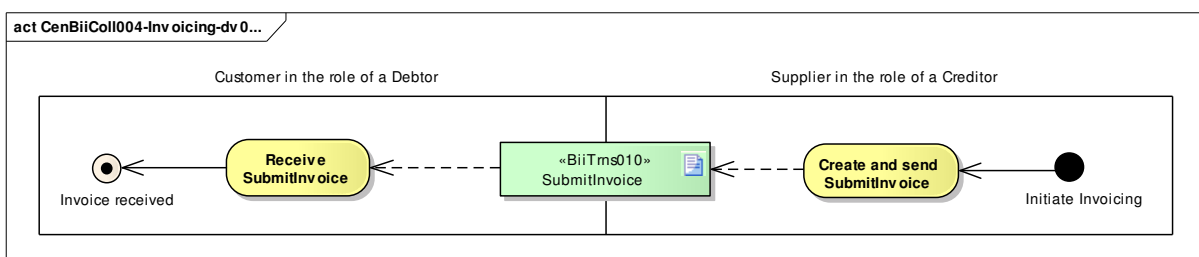 act CenBiiColl004-Invoicing-dv0...
Customer in the role of a Debtor
Supplier in the role of a Creditor
Receive
SubmitInvoice
«BiiTrns010»
SubmitInvoice
Create and send
SubmitInvoice
Invoice received
Initiate Invoicing